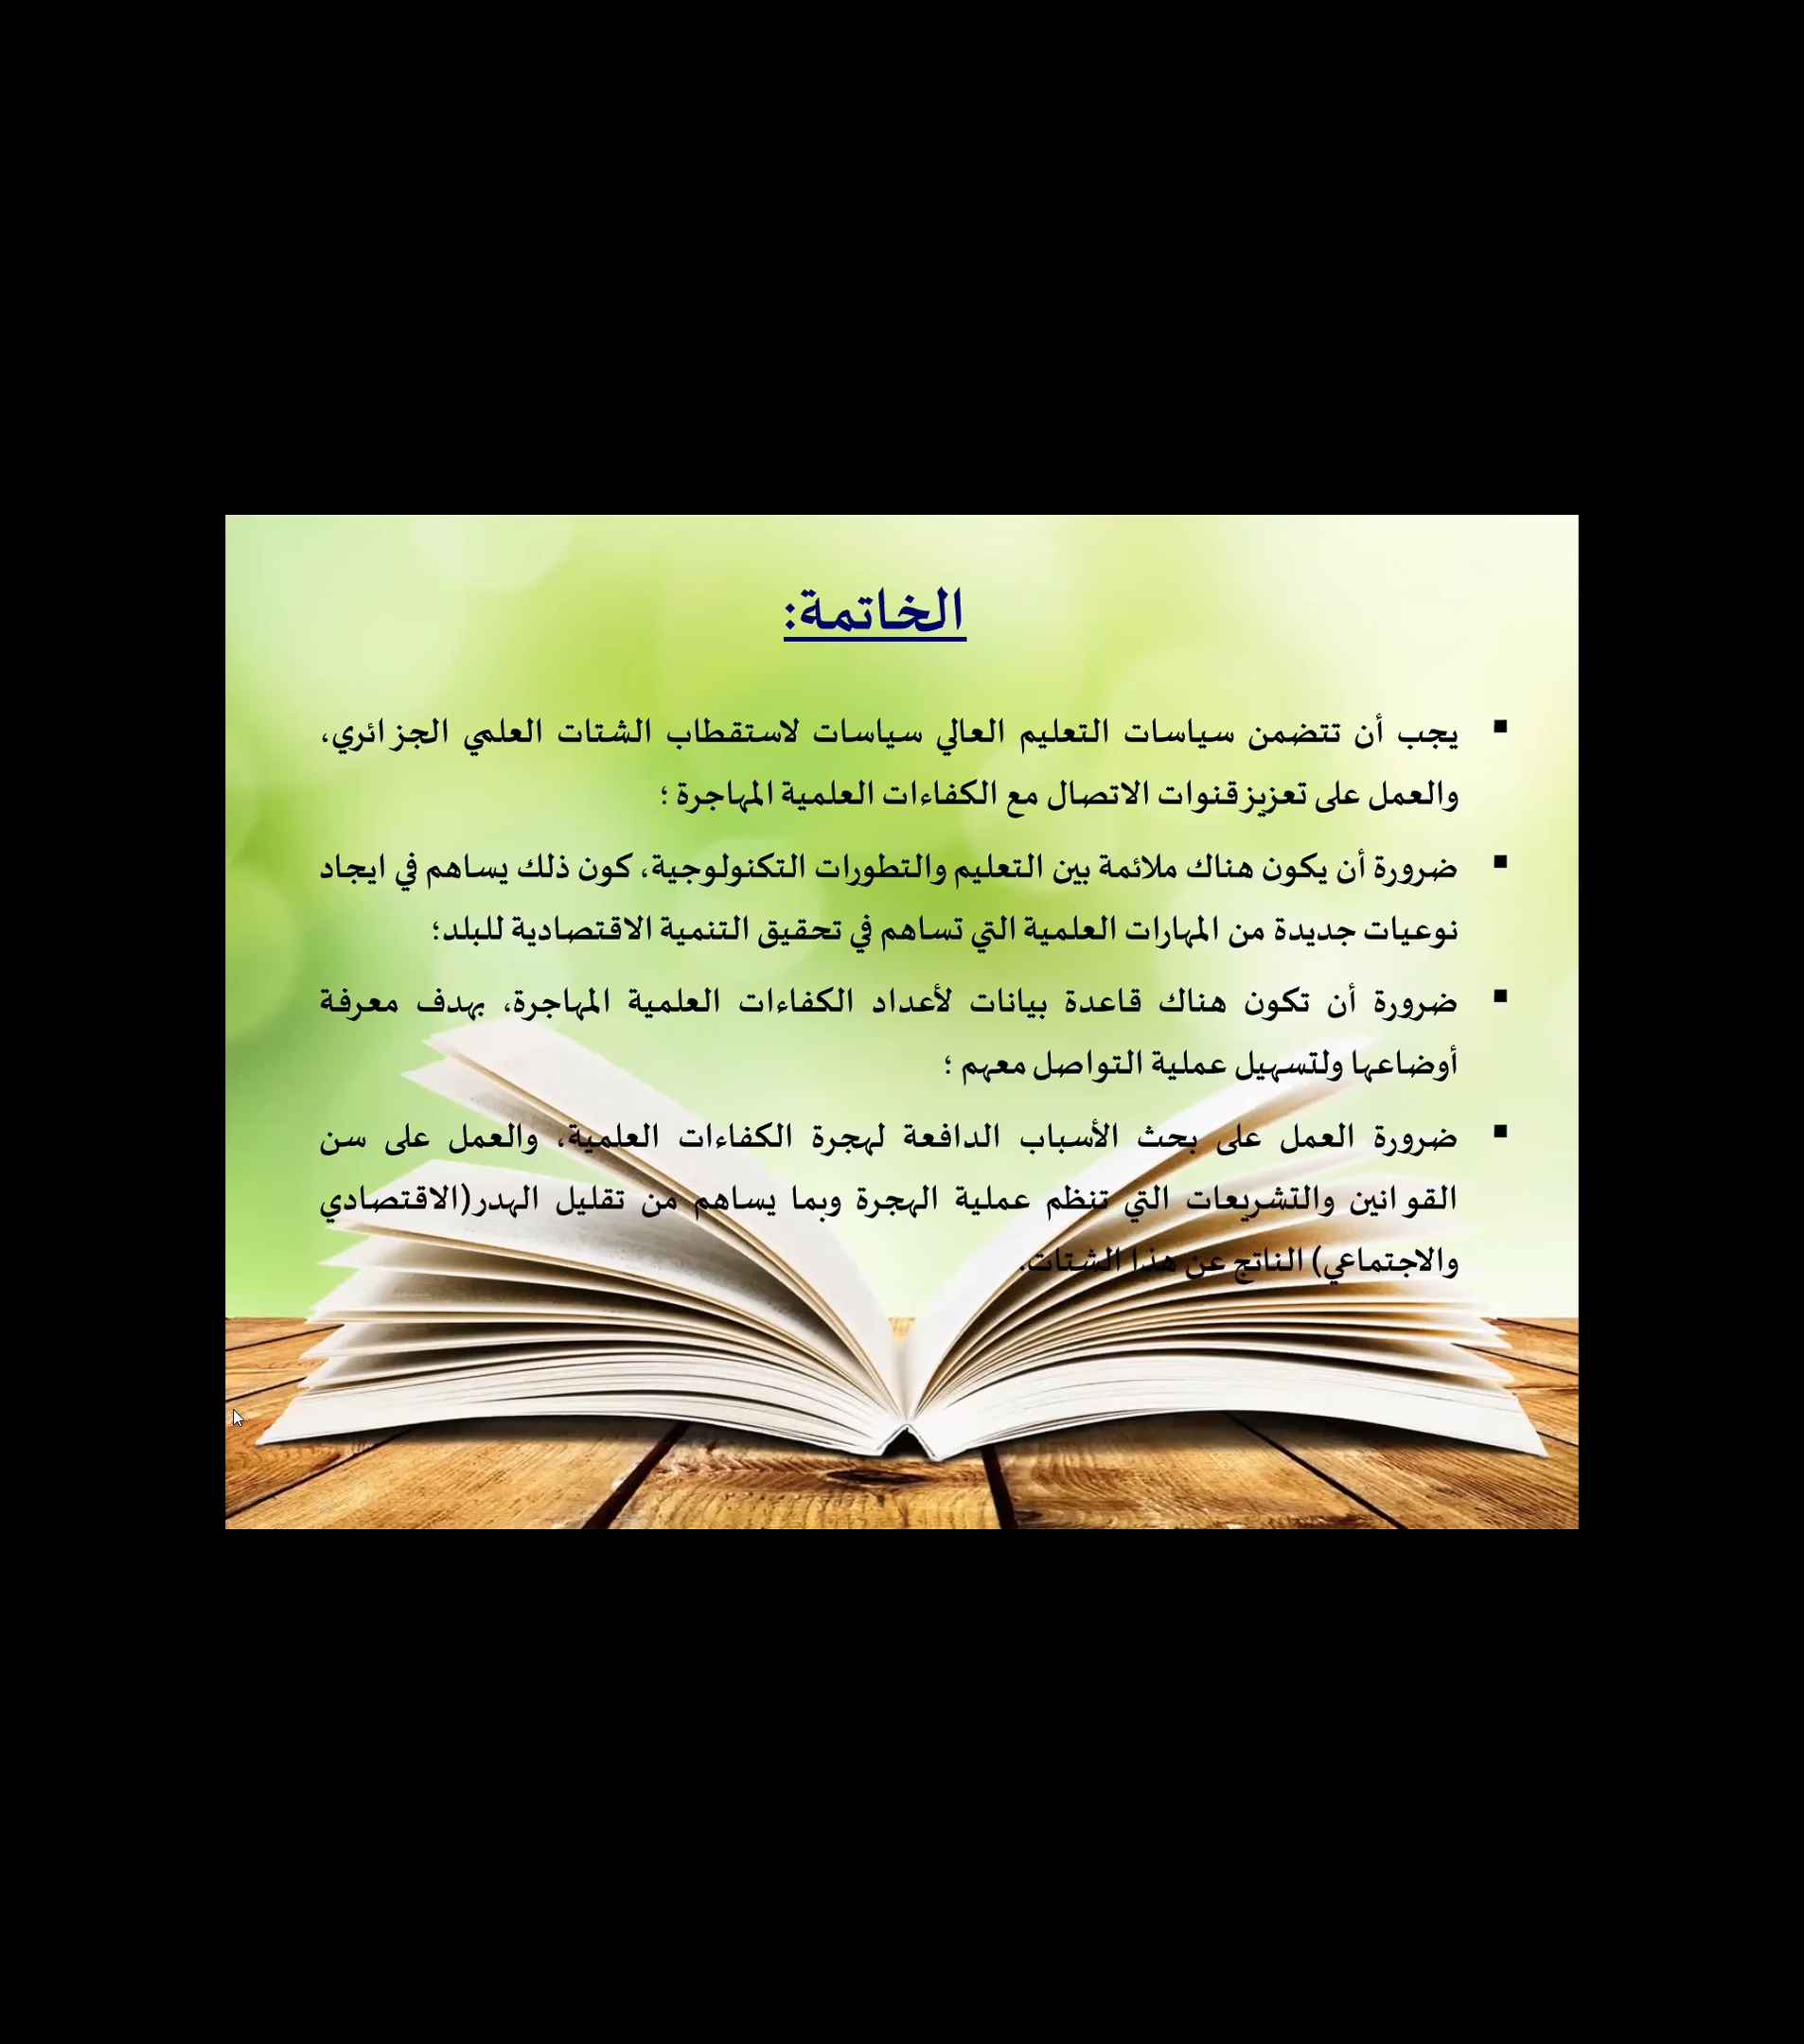 الخاتمة:
▪ يجب أن تتضمن سياسات التعليم العالي سياسات لاستقطاب الشتات العلمي الجزائري،
والعمل على تعزيز قنوات الاتصال مع الكفاءات العلمية المهاجرة ؛
▪ ضرورة أن يكون هناك ملائمة بين التعليم والتطورات التكنولوجية، كون ذلك يساهم في ايجاد
نوعيات جديدة من المهارات العلمية التي تساهم في تحقيق التنمية الاقتصادية للبلد؛
▪ ضرورة أن تكون هناك قاعدة بيانات لأعداد الكفاءات العلمية المهاجرة، بهدف معرفة
أوضاعها ولتسهيل عملية التواصل معهم ؛
▪ ضرورة العمل على بحث الأسباب الدافعة لهجرة الكفاءات العلمية، والعمل على سن
القوانين والتشريعات التي تنظم عملية الهجرة وبما يساهم من تقليل الهدر(الاقتصادي
والاجتماعي) الناتج عن هذا الشتات.